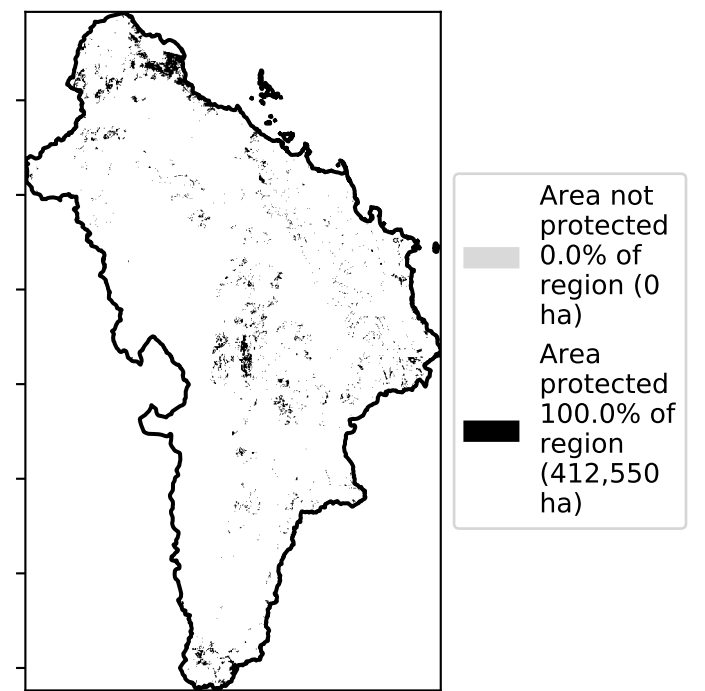 Area not
protected
0.0% of
region (0
ha)
Area
protected
100.0% of
region
(412,550
ha)